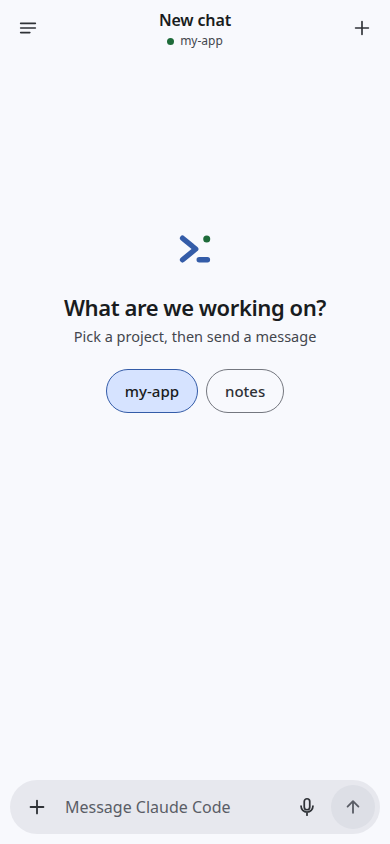 New chat
my-app
What are we working on?
Pick a project, then send a message
my-app
notes
Message Claude Code